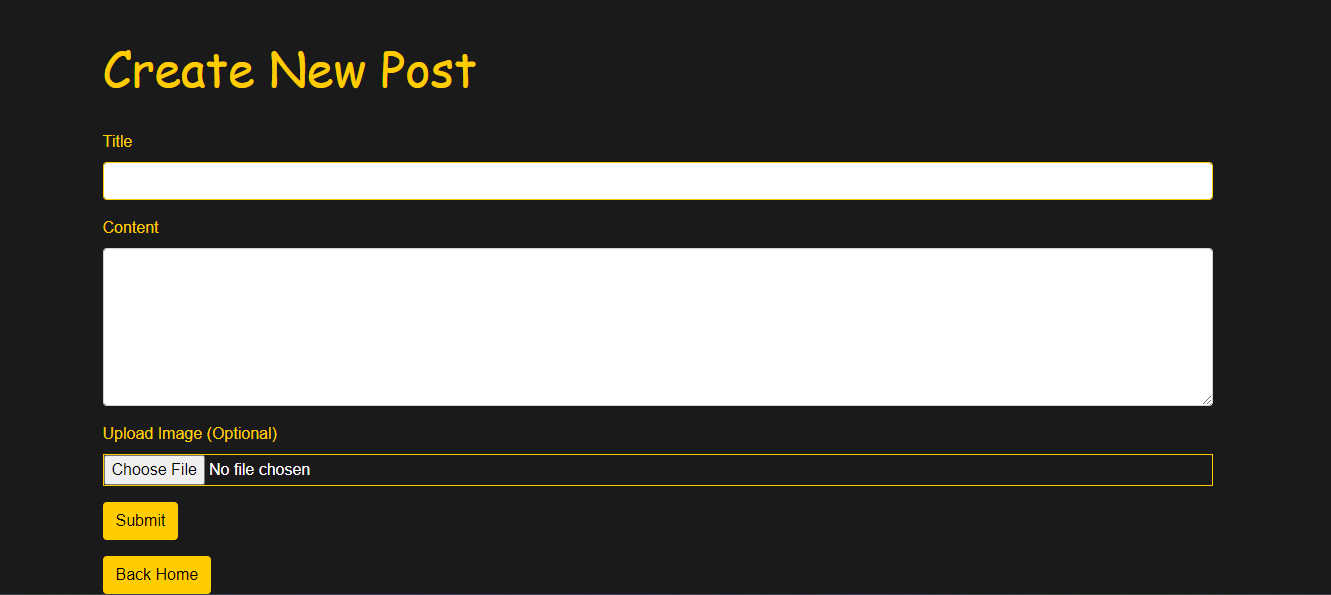 Create New Post
Title
Content
Upload Image (Optional)
Choose File No file chosen
Submit
Back Home